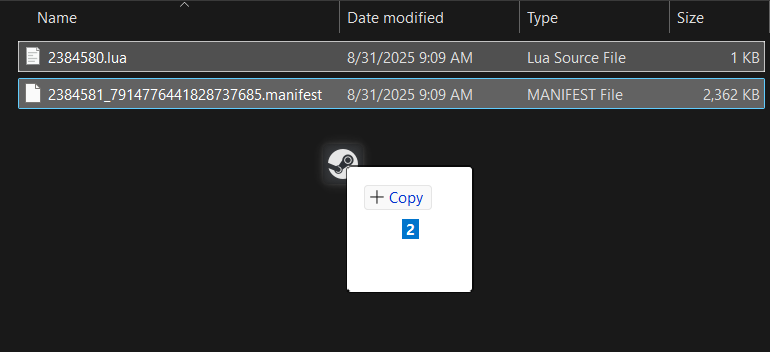 Name Date modified Type Size
2384580.lua 8/31/2025 9:09 AM Lua Source File 1 KB
2384581_7914776441828737685.manifest 8/31/2025 9:09 AM MANIFEST File 2,362 KB
+ Copy
2